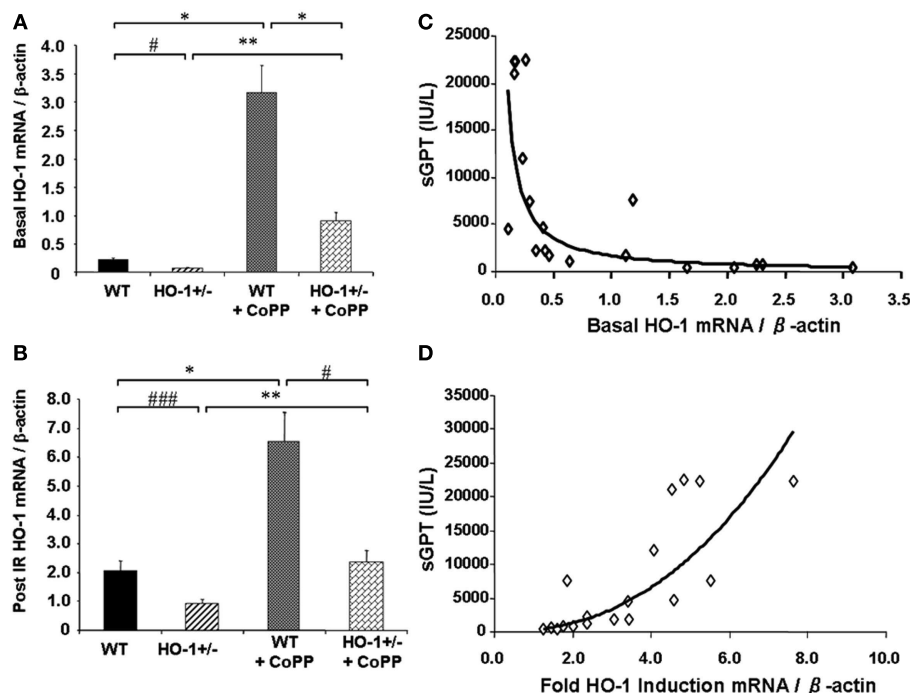 A
* *
# **
Basal HO-1 mRNA / β-actin
4.0
3.5
3.0
2.5
2.0
1.5
1.0
0.5
0
WT HO-1+/- WT + CoPP HO-1+/- + CoPP
B
* #
### **
Post IR HO-1 mRNA / β-actin
8.0
7.0
6.0
5.0
4.0
3.0
2.0
1.0
0
WT HO-1+/- WT + CoPP HO-1+/- + CoPP
C
sGPT (IU/L)
25000
20000
15000
10000
5000
0
0.0 0.5 1.0 1.5 2.0 2.5 3.0 3.5
Basal HO-1 mRNA / β-actin
D
sGPT (IU/L)
35000
30000
25000
20000
15000
10000
5000
0
0.0 2.0 4.0 6.0 8.0 10.0
Fold HO-1 Induction mRNA / β-actin